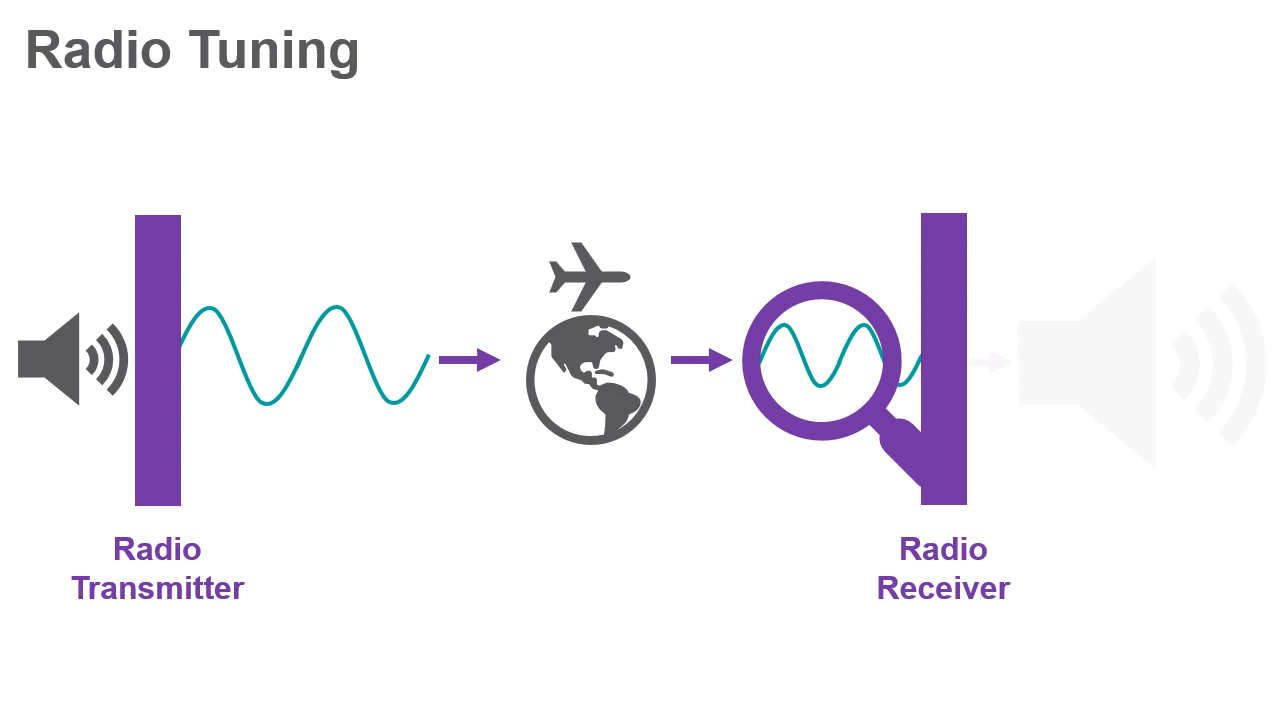 Radio Tuning
Radio
Transmitter
Radio
Receiver